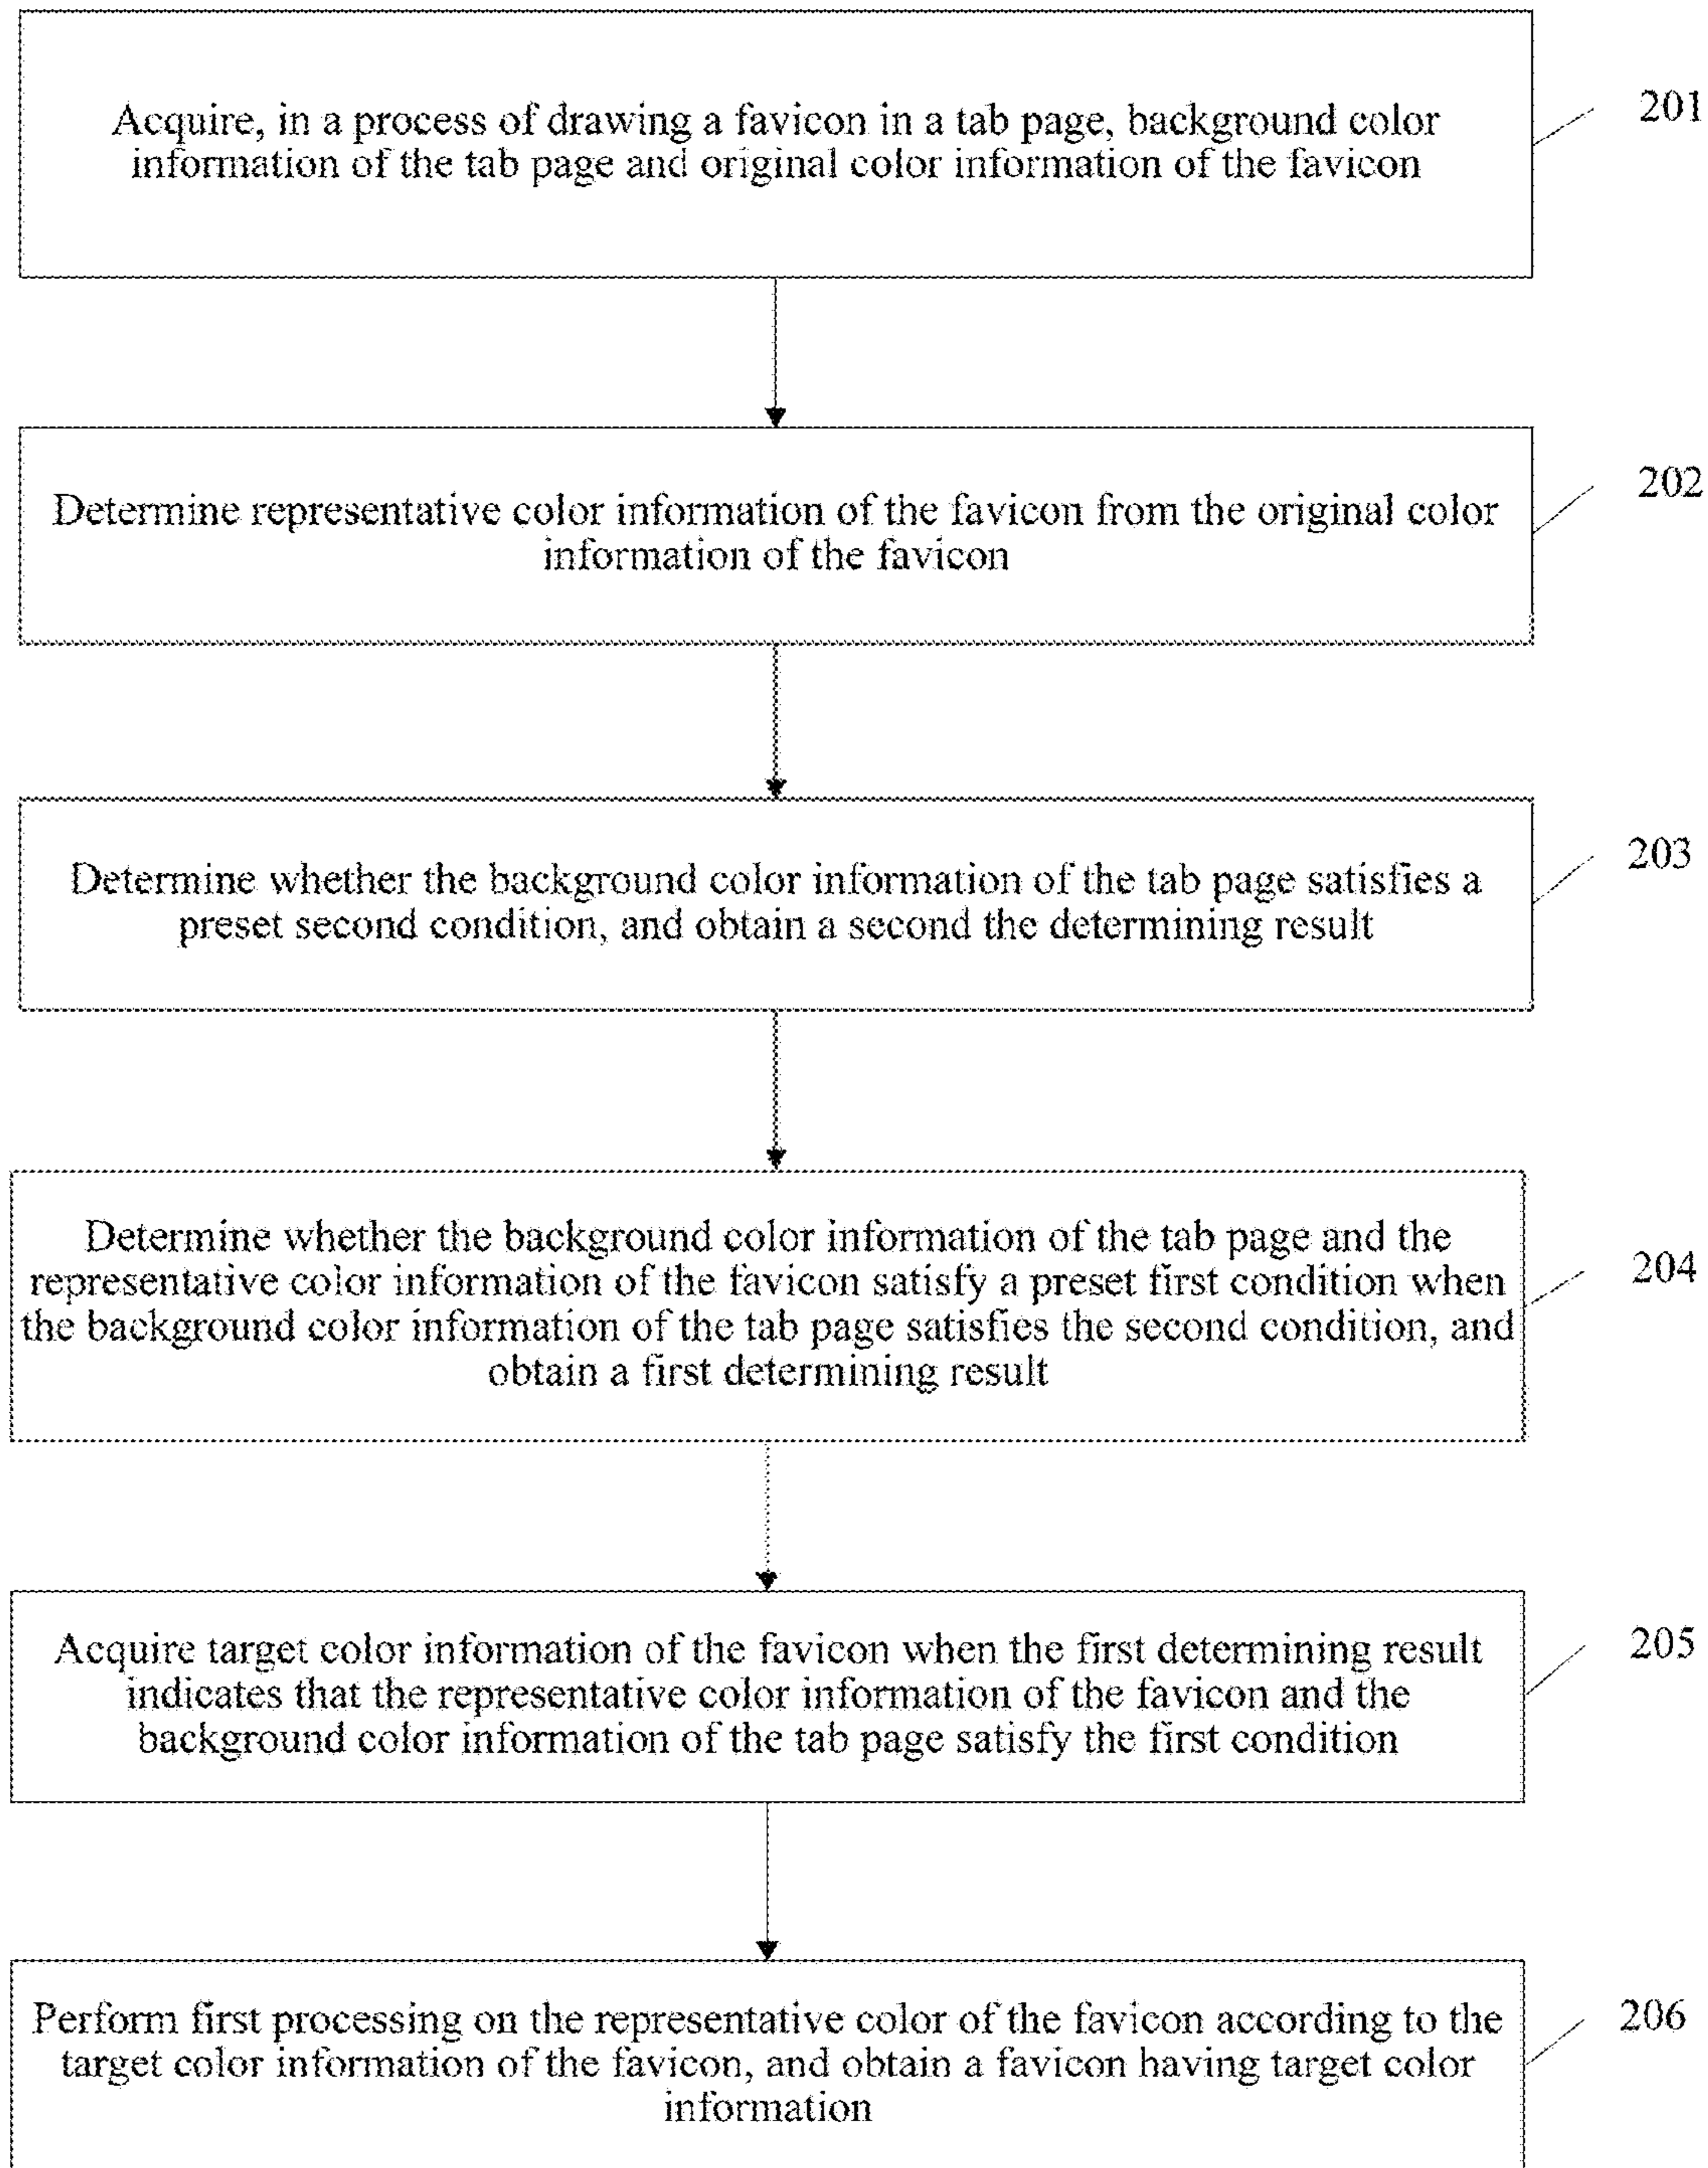 Acquire, in a process of drawing a favicon in a tab page, background color
information of the tab page and original color information of the favicon
201
Determine representative color information of the favicon from the original color
information of the favicon
202
Determine whether the background color information of the tab page satisfies a
preset second condition, and obtain a second the determining result
203
Determine whether the background color information of the tab page and the
representative color information of the favicon satisfy a preset first condition when
the background color information of the tab page satisfies the second condition, and
obtain a first determining result
204
Acquire target color information of the favicon when the first determining result
indicates that the representative color information of the favicon and the
background color information of the tab page satisfy the first condition
205
Perform first processing on the representative color of the favicon according to the
target color information of the favicon, and obtain a favicon having target color
information
206